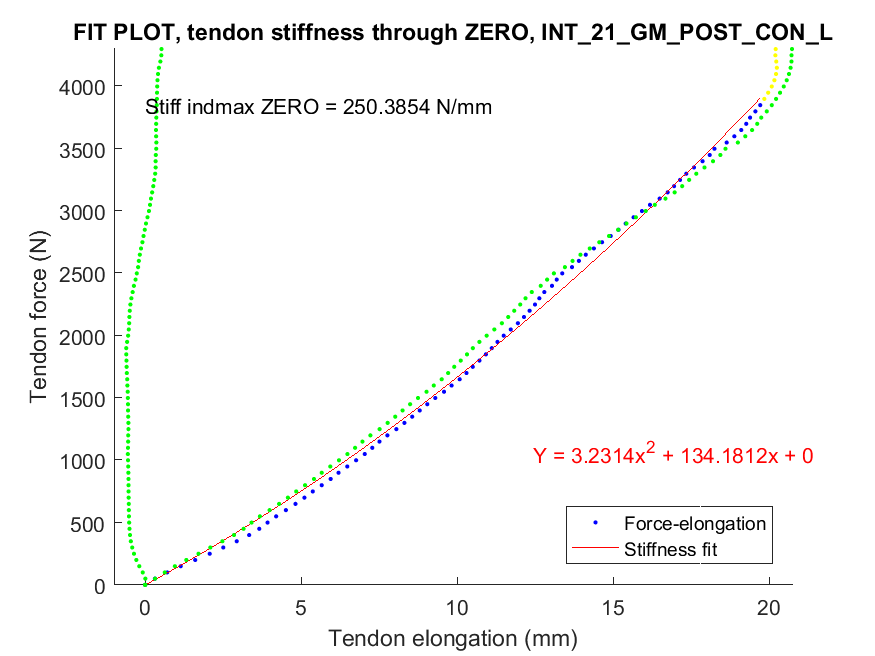 FIT PLOT, tendon stiffness through ZERO, INT_21_GM_POST_CON_L
4000
Stiff indmax ZERO = 250.3854 N/mm
3500
3000
2500
2000
1500
1000
500
0
Tendon force (N)
Y = 3.2314x² + 134.1812x + 0
Force-elongation
Stiffness fit
0 5 10 15 20
Tendon elongation (mm)